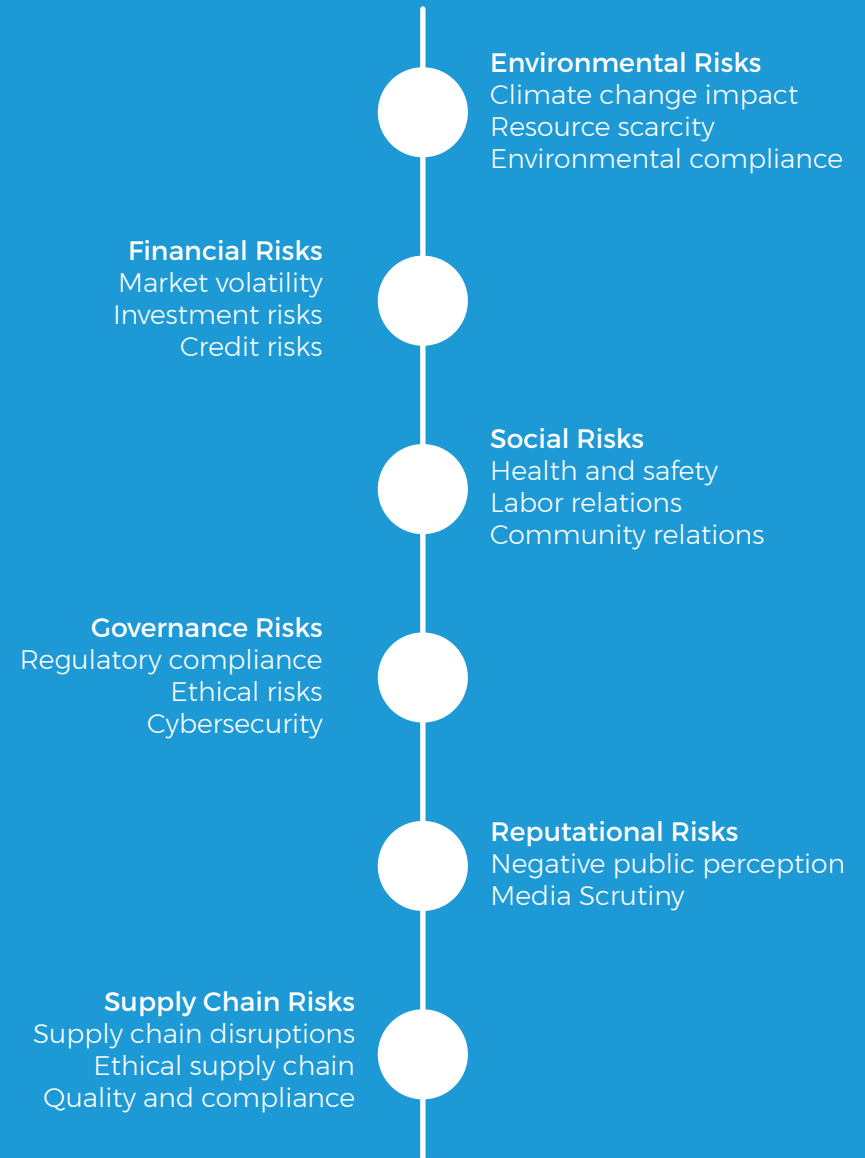 Environmental Risks
Climate change impact
Resource scarcity
Environmental compliance
Financial Risks
Market volatility
Investment risks
Credit risks
Social Risks
Health and safety
Labor relations
Community relations
Governance Risks
Regulatory compliance
Ethical risks
Cybersecurity
Reputational Risks
Negative public perception
Media Scrutiny
Supply Chain Risks
Supply chain disruptions
Ethical supply chain
Quality and compliance